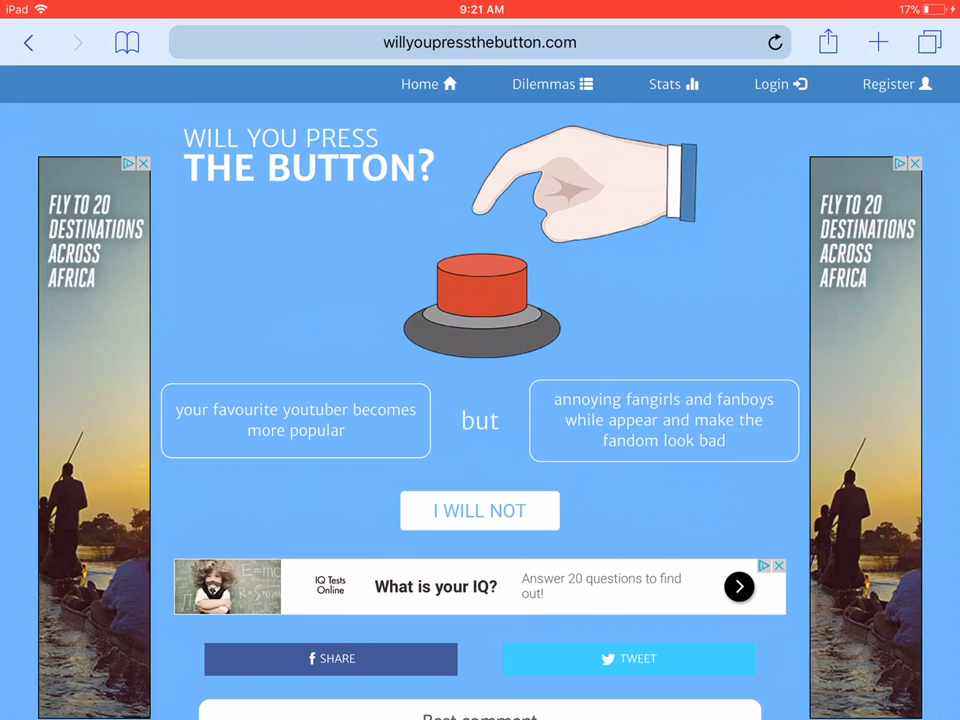 iPad 9:21 AM 17%
willyoupressthebutton.com
Home Dilemmas Stats Login Register
WILL YOU PRESS
THE BUTTON?
FLY TO 20
DESTINATIONS
ACROSS
AFRICA
FLY TO 20
DESTINATIONS
ACROSS
AFRICA
your favourite youtuber becomes
more popular
but
annoying fangirls and fanboys
while appear and make the
fandom look bad
I WILL NOT
IQ Tests
Online
What is your IQ?
Answer 20 questions to find
out!
f SHARE
TWEET
Best comment